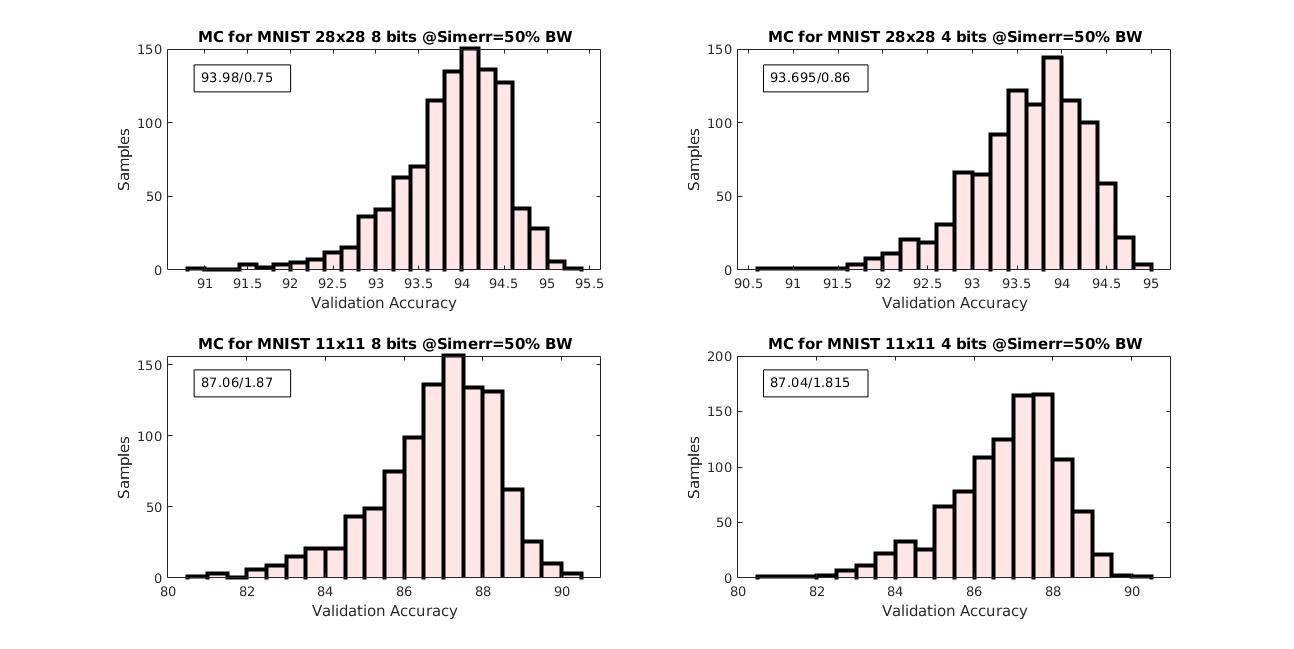 MC for MNIST 28x28 8 bits @Simerr=50% BW
93.98/0.75
150
100
50
0
Samples
91 91.5 92 92.5 93 93.5 94 94.5 95 95.5
Validation Accuracy
MC for MNIST 28x28 4 bits @Simerr=50% BW
93.695/0.86
150
100
50
0
Samples
90.5 91 91.5 92 92.5 93 93.5 94 94.5 95
Validation Accuracy
MC for MNIST 11x11 8 bits @Simerr=50% BW
87.06/1.87
150
100
50
0
Samples
80 82 84 86 88 90
Validation Accuracy
MC for MNIST 11x11 4 bits @Simerr=50% BW
87.04/1.815
200
150
100
50
0
Samples
80 82 84 86 88 90
Validation Accuracy